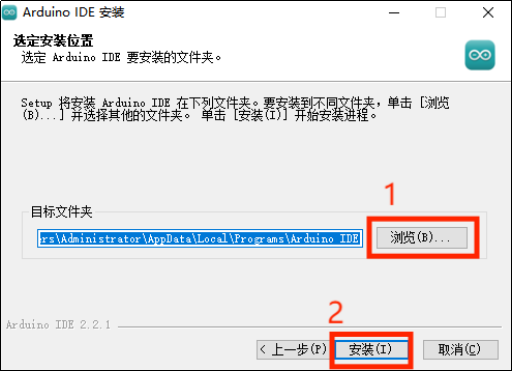 Arduino IDE 安装
选定安装位置
选定 Arduino IDE 要安装的文件夹。
Setup 将安装 Arduino IDE 在下列文件夹。要安装到不同文件夹，单击 [浏览
(B)...] 并选择其他的文件夹。 单击 [安装(I)] 开始安装进程。
1
目标文件夹
rs\Administrator\AppData\Local\Programs\Arduino IDE
浏览(B)...
Arduino IDE 2.2.1
2
< 上一步(P)
安装(I)
取消(C)